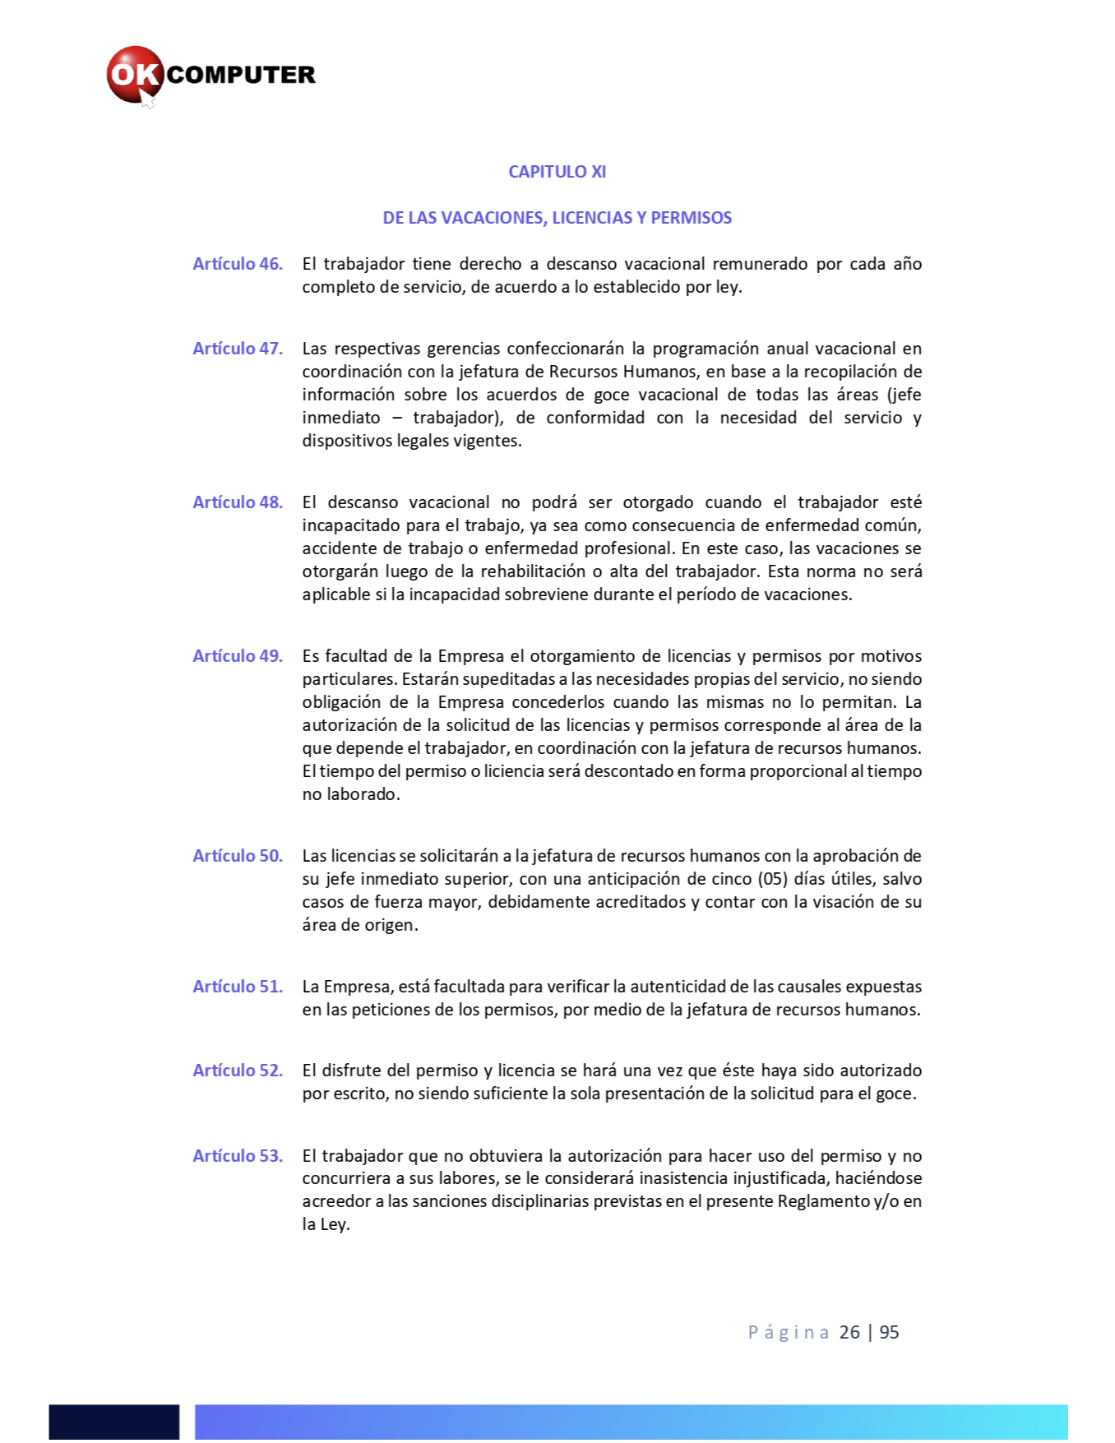 OK COMPUTER
CAPITULO XI
DE LAS VACACIONES, LICENCIAS Y PERMISOS
Artículo 46. El trabajador tiene derecho a descanso vacacional remunerado por cada año
completo de servicio, de acuerdo a lo establecido por ley.
Artículo 47. Las respectivas gerencias confeccionarán la programación anual vacacional en
coordinación con la jefatura de Recursos Humanos, en base a la recopilación de
información sobre los acuerdos de goce vacacional de todas las áreas (jefe
inmediato – trabajador), de conformidad con la necesidad del servicio y
dispositivos legales vigentes.
Artículo 48. El descanso vacacional no podrá ser otorgado cuando el trabajador esté
incapacitado para el trabajo, ya sea como consecuencia de enfermedad común,
accidente de trabajo o enfermedad profesional. En este caso, las vacaciones se
otorgarán luego de la rehabilitación o alta del trabajador. Esta norma no será
aplicable si la incapacidad sobreviene durante el período de vacaciones.
Artículo 49. Es facultad de la Empresa el otorgamiento de licencias y permisos por motivos
particulares. Estarán supeditadas a las necesidades propias del servicio, no siendo
obligación de la Empresa concederlos cuando las mismas no lo permitan. La
autorización de la solicitud de las licencias y permisos corresponde al área de la
que depende el trabajador, en coordinación con la jefatura de recursos humanos.
El tiempo del permiso o liciencia será descontado en forma proporcional al tiempo
no laborado.
Artículo 50. Las licencias se solicitarán a la jefatura de recursos humanos con la aprobación de
su jefe inmediato superior, con una anticipación de cinco (05) días útiles, salvo
casos de fuerza mayor, debidamente acreditados y contar con la visación de su
área de origen.
Artículo 51. La Empresa, está facultada para verificar la autenticidad de las causales expuestas
en las peticiones de los permisos, por medio de la jefatura de recursos humanos.
Artículo 52. El disfrute del permiso y licencia se hará una vez que éste haya sido autorizado
por escrito, no siendo suficiente la sola presentación de la solicitud para el goce.
Artículo 53. El trabajador que no obtuviera la autorización para hacer uso del permiso y no
concurriera a sus labores, se le considerará inasistencia injustificada, haciéndose
acreedor a las sanciones disciplinarias previstas en el presente Reglamento y/o en
la Ley.
Página 26 | 95